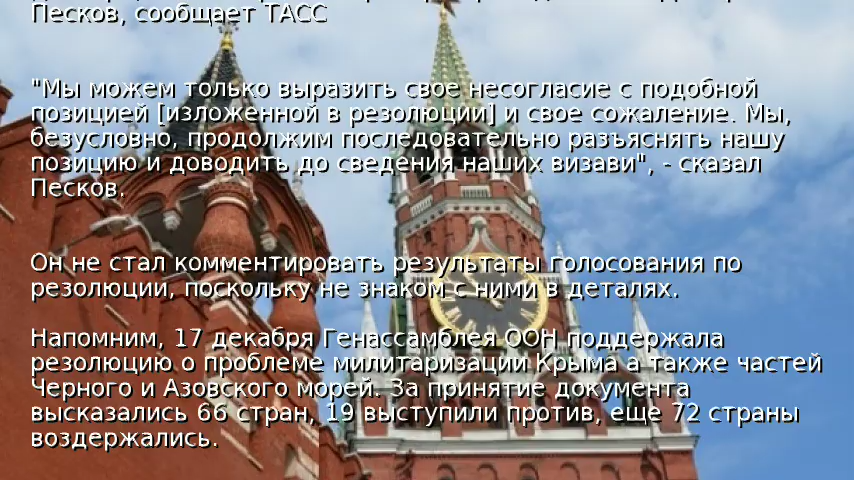 Песков, сообщает ТАСС
"Мы можем только выразить свое несогласие с подобной
позицией [изложенной в резолюции] и свое сожаление. Мы,
безусловно, продолжим последовательно разъяснять нашу
позицию и доводить до сведения наших визави", - сказал
Песков.
Он не стал комментировать результаты голосования по
резолюции, поскольку не знаком с ними в деталях.
Напомним, 17 декабря Генассамблея ООН поддержала
резолюцию о проблеме милитаризации Крыма а также частей
Черного и Азовского морей. За принятие документа
высказались 66 стран, 19 выступили против, еще 72 страны
воздержались.